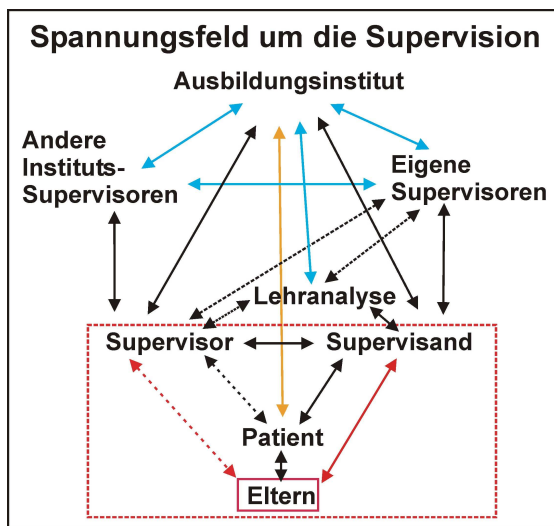 Spannungsfeld um die Supervision
Ausbildungsinstitut
Andere
Instituts-
Supervisoren
Eigene
Supervisoren
Lehranalyse
Supervisor
Supervisand
Patient
Eltern